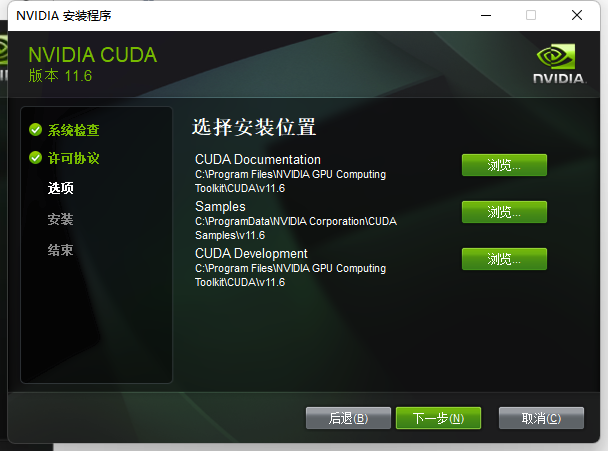 NVIDIA 安装程序
NVIDIA CUDA
版本 11.6
NVIDIA.
系统检查
许可协议
选项
安装
结束
选择安装位置
CUDA Documentation
C:\Program Files\NVIDIA GPU Computing
Toolkit\CUDA\v11.6
浏览...
Samples
C:\ProgramData\NVIDIA Corporation\CUDA
Samples\v11.6
浏览...
CUDA Development
C:\Program Files\NVIDIA GPU Computing
Toolkit\CUDA\v11.6
浏览...
后退(B) 下一步(N) 取消(C)